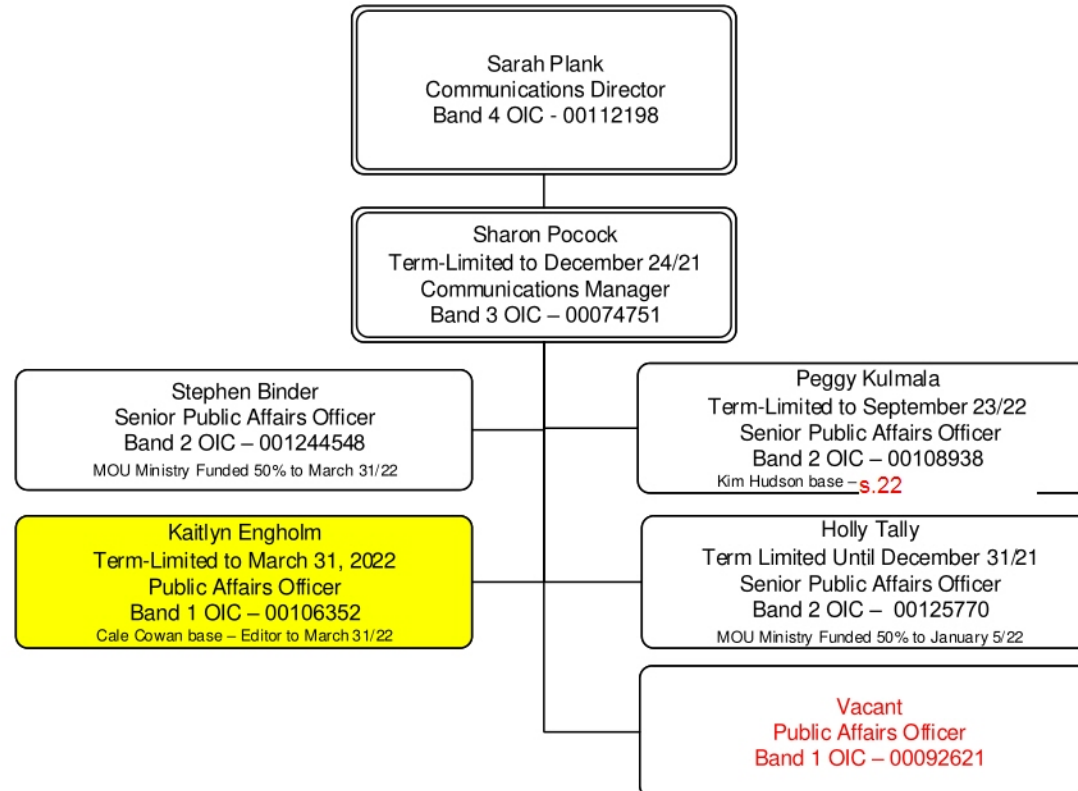 Sarah Plank
Communications Director
Band 4 OIC - 00112198
Sharon Pocock
Term-Limited to December 24/21
Communications Manager
Band 3 OIC – 00074751
Stephen Binder
Senior Public Affairs Officer
Band 2 OIC – 001244548
MOU Ministry Funded 50% to March 31/22
Peggy Kulmala
Term-Limited to September 23/22
Senior Public Affairs Officer
Band 2 OIC – 00108938
Kim Hudson base – s.22
Kaitlyn Engholm
Term-Limited to March 31, 2022
Public Affairs Officer
Band 1 OIC – 00106352
Cale Cowan base – Editor to March 31/22
Holly Tally
Term Limited Until December 31/21
Senior Public Affairs Officer
Band 2 OIC – 00125770
MOU Ministry Funded 50% to January 5/22
Vacant
Public Affairs Officer
Band 1 OIC – 00092621